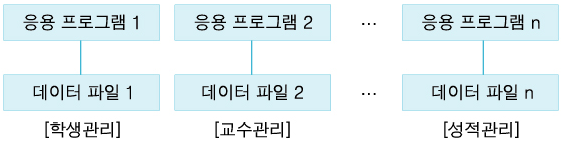 응용 프로그램 1 응용 프로그램 2 ··· 응용 프로그램 n
데이터 파일 1 데이터 파일 2 ··· 데이터 파일 n
[학생관리] [교수관리] [성적관리]